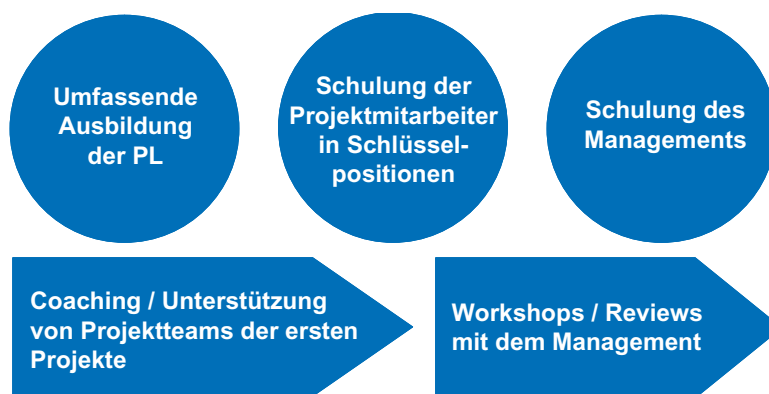 Umfassende
Ausbildung
der PL
Schulung der
Projektmitarbeiter
in Schlüssel-
positionen
Schulung des
Managements
Coaching / Unterstützung
von Projektteams der ersten
Projekte
Workshops / Reviews
mit dem Management